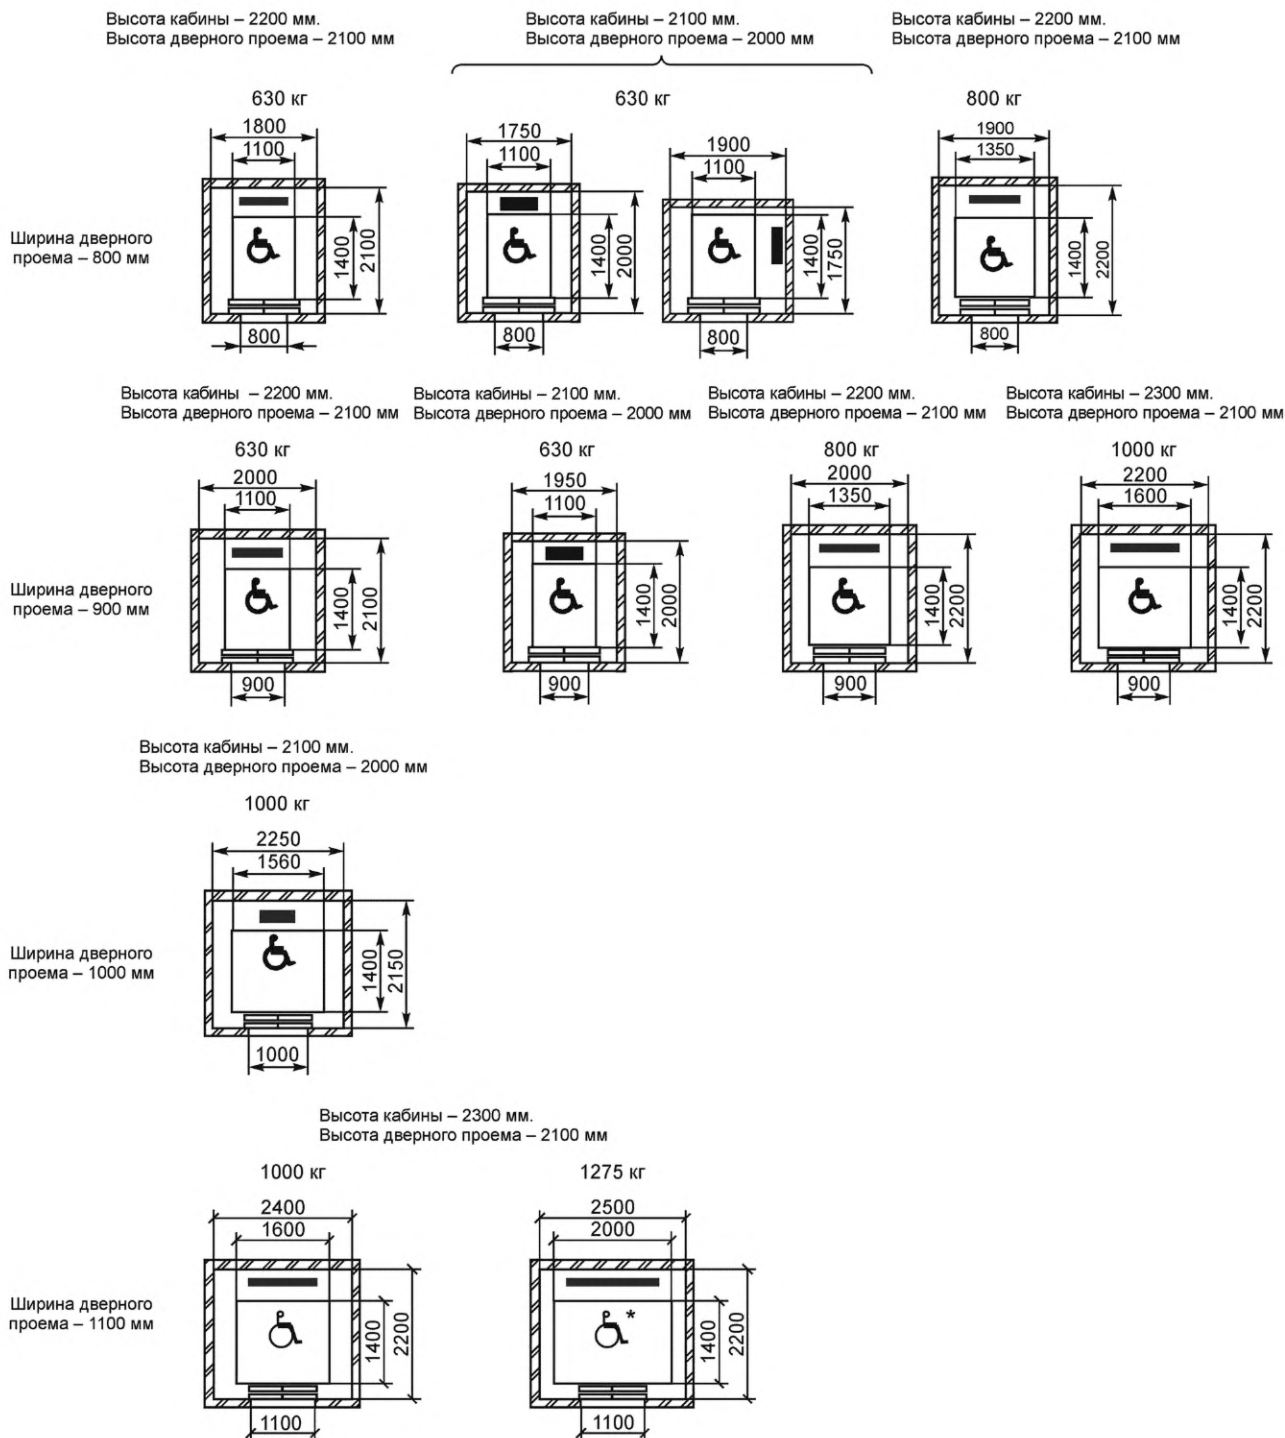 Высота кабины – 2200 мм.
Высота дверного проема – 2100 мм
Высота кабины – 2100 мм.
Высота дверного проема – 2000 мм
Высота кабины – 2200 мм.
Высота дверного проема – 2100 мм
630 кг
630 кг
800 кг
Ширина дверного
проема – 800 мм
1800
1100
1400
2100
800
1750
1100
1400
2000
800
1900
1100
1400
1750
800
1900
1350
1400
2200
800
Высота кабины – 2200 мм.
Высота дверного проема – 2100 мм
Высота кабины – 2100 мм.
Высота дверного проема – 2000 мм
Высота кабины – 2200 мм.
Высота дверного проема – 2100 мм
Высота кабины – 2300 мм.
Высота дверного проема – 2100 мм
630 кг
630 кг
800 кг
1000 кг
Ширина дверного
проема – 900 мм
2000
1100
1400
2100
900
1950
1100
1400
2000
900
2000
1350
1400
2200
900
2200
1600
1400
2200
900
Высота кабины – 2100 мм.
Высота дверного проема – 2000 мм
1000 кг
Ширина дверного
проема – 1000 мм
2250
1560
1400
2150
1000
Высота кабины – 2300 мм.
Высота дверного проема – 2100 мм
1000 кг
1275 кг
Ширина дверного
проема – 1100 мм
2400
1600
1400
2200
1100
2500
2000
*
1400
2200
1100